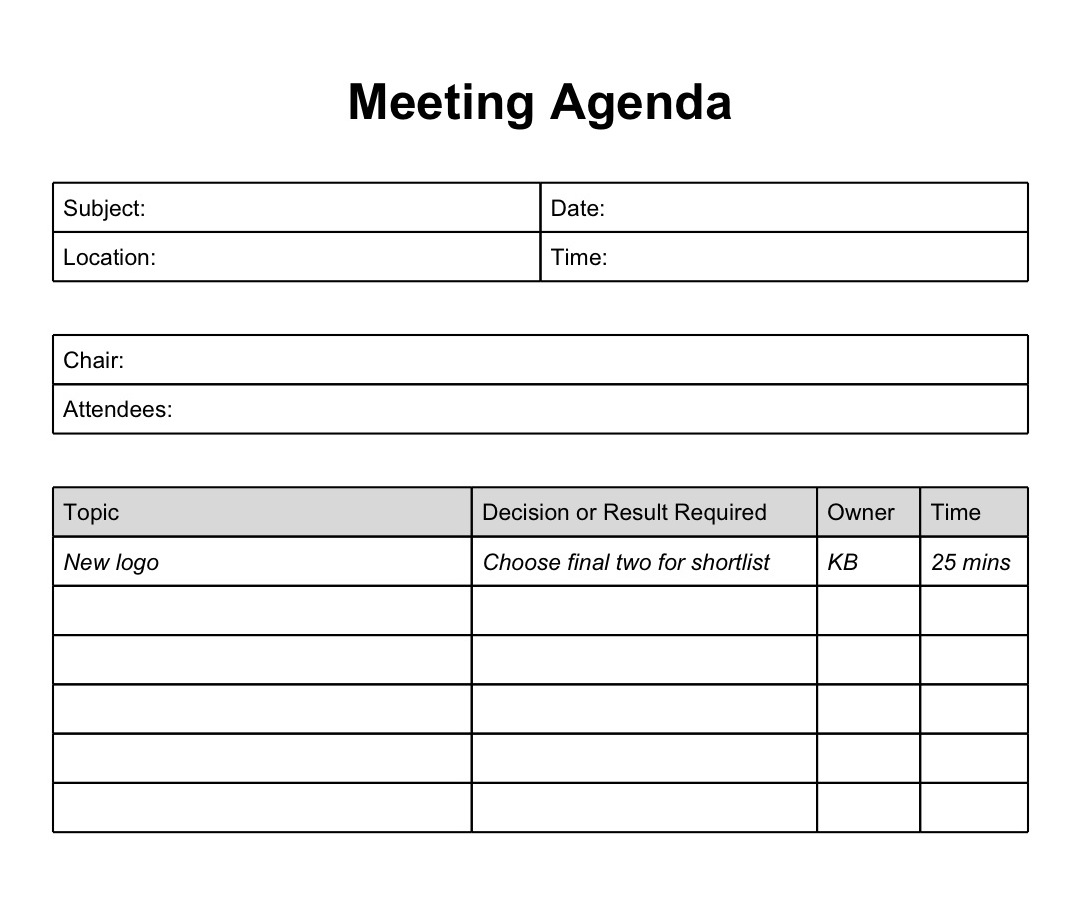 Meeting Agenda
Subject: Date:
Location: Time:
Chair:
Attendees:
Topic Decision or Result Required Owner Time
New logo Choose final two for shortlist KB 25 mins